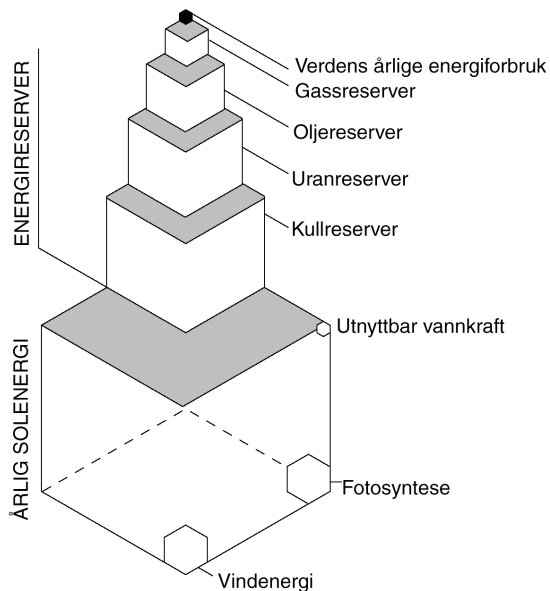 Verdens årlige energiforbruk
Gassreserver
Oljereserver
Uranreserver
Kullreserver
ENERGIRESERVER
Utnyttbar vannkraft
ÅRLIG SOLENERGI
Fotosyntese
Vindenergi